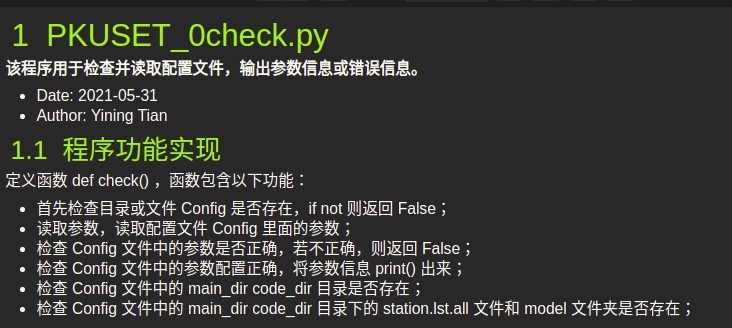 1 PKUSET_0check.py
该程序用于检查并读取配置文件，输出参数信息或错误信息。
• Date: 2021-05-31
• Author: Yining Tian
1.1 程序功能实现
定义函数 def check() ，函数包含以下功能：
• 首先检查目录或文件 Config 是否存在，if not 则返回 False；
• 读取参数，读取配置文件 Config 里面的参数；
• 检查 Config 文件中的参数是否正确，若不正确，则返回 False；
• 检查 Config 文件中的参数配置正确，将参数信息 print() 出来；
• 检查 Config 文件中的 main_dir code_dir 目录是否存在；
• 检查 Config 文件中的 main_dir code_dir 目录下的 station.lst.all 文件和 model 文件夹是否存在；